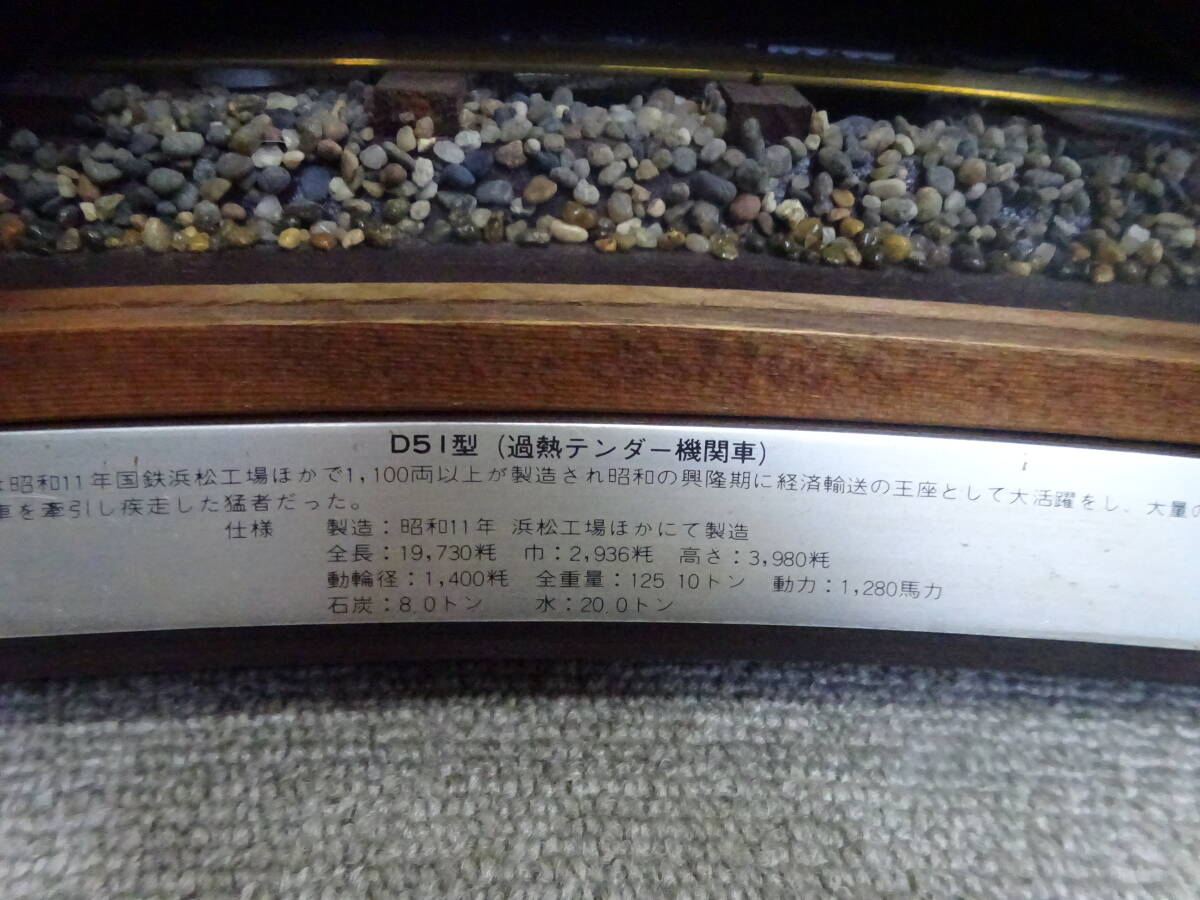 D51型 (過熱テンダー機関車)
は昭和11年国鉄浜松工場ほかで1,100両以上が製造され昭和の興隆期に経済輸送の王座として大活躍をし、大量の
車を牽引し疾走した猛者だった。
仕様 製造：昭和11年 浜松工場ほかにて製造
全長：19,730粍 巾：2,936粍 高さ：3,980粍
動輪径：1,400粍 全重量：125.10トン 動力：1,280馬力
石炭：8.0トン 水：20.0トン